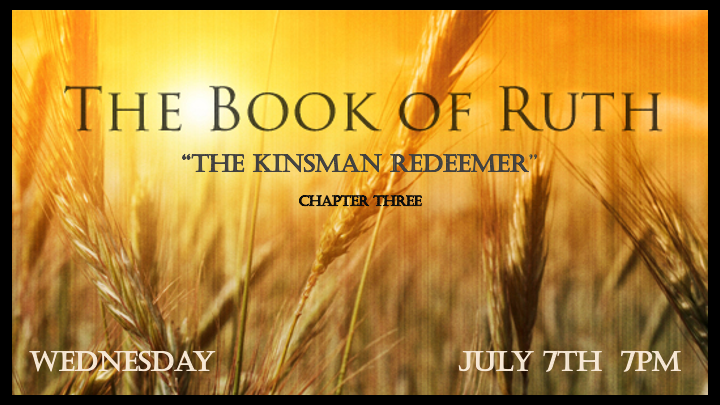 The Book of Ruth
“The Kinsman Redeemer”
Chapter Three
Wednesday July 7th 7pm